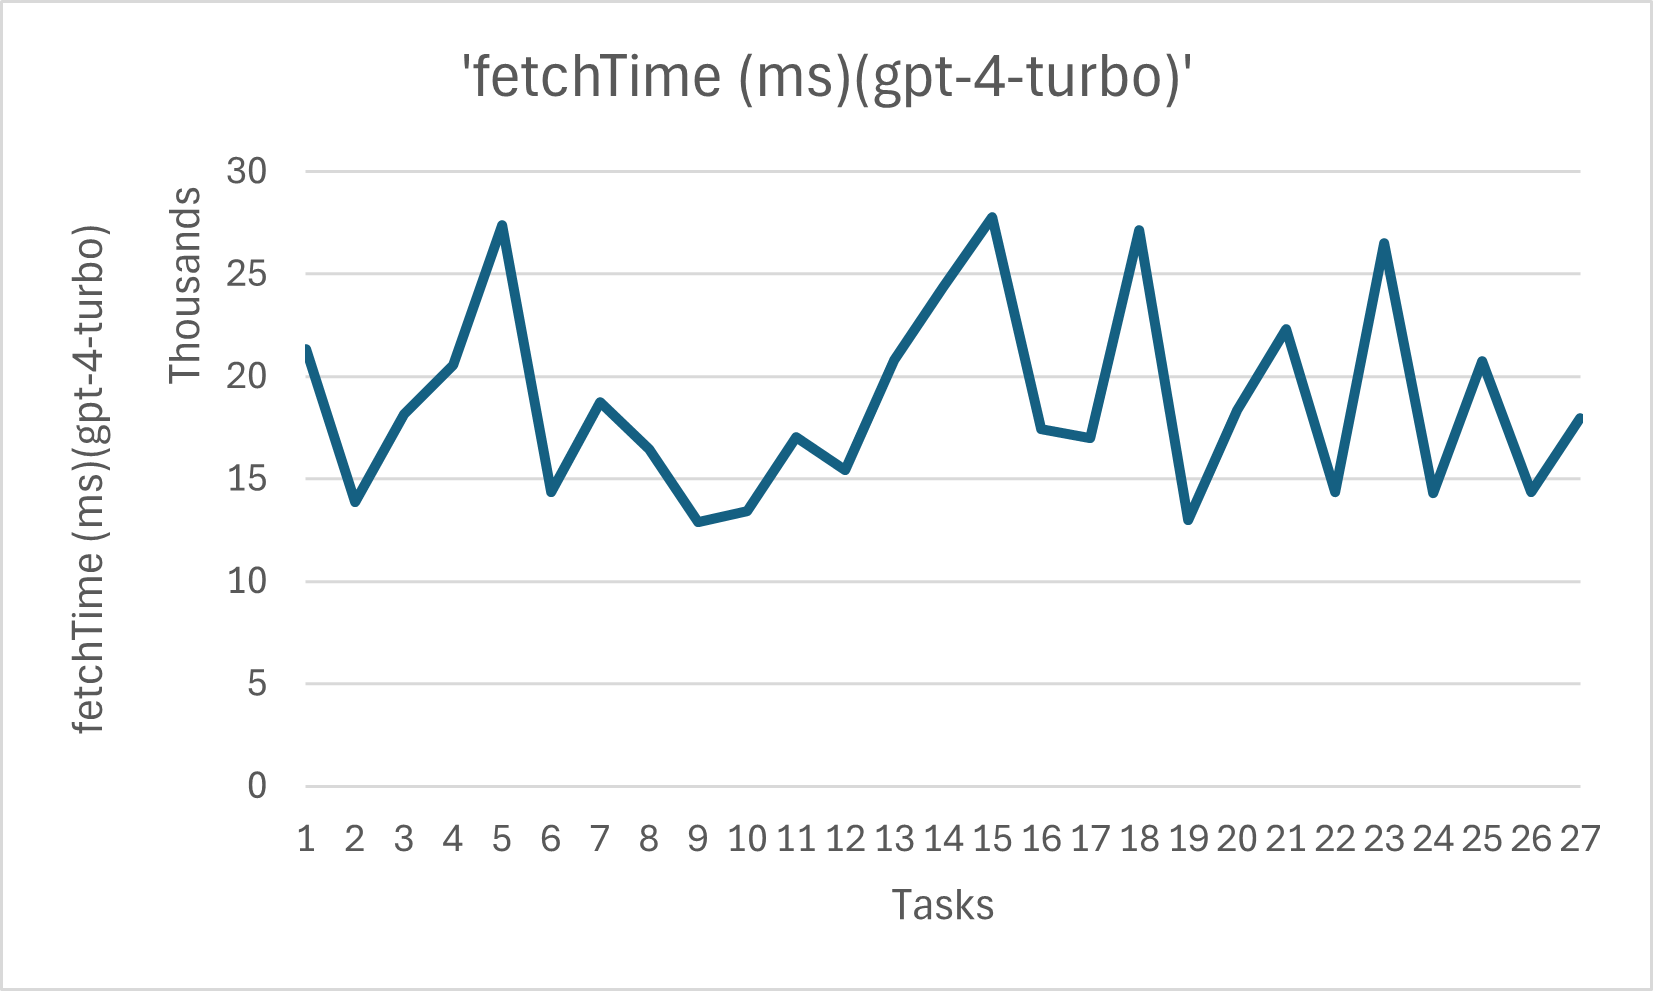 'fetchTime (ms)(gpt-4-turbo)'
fetchTime (ms)(gpt-4-turbo)
Thousands
30
25
20
15
10
5
0
1 2 3 4 5 6 7 8 9 10 11 12 13 14 15 16 17 18 19 20 21 22 23 24 25 26 27
Tasks